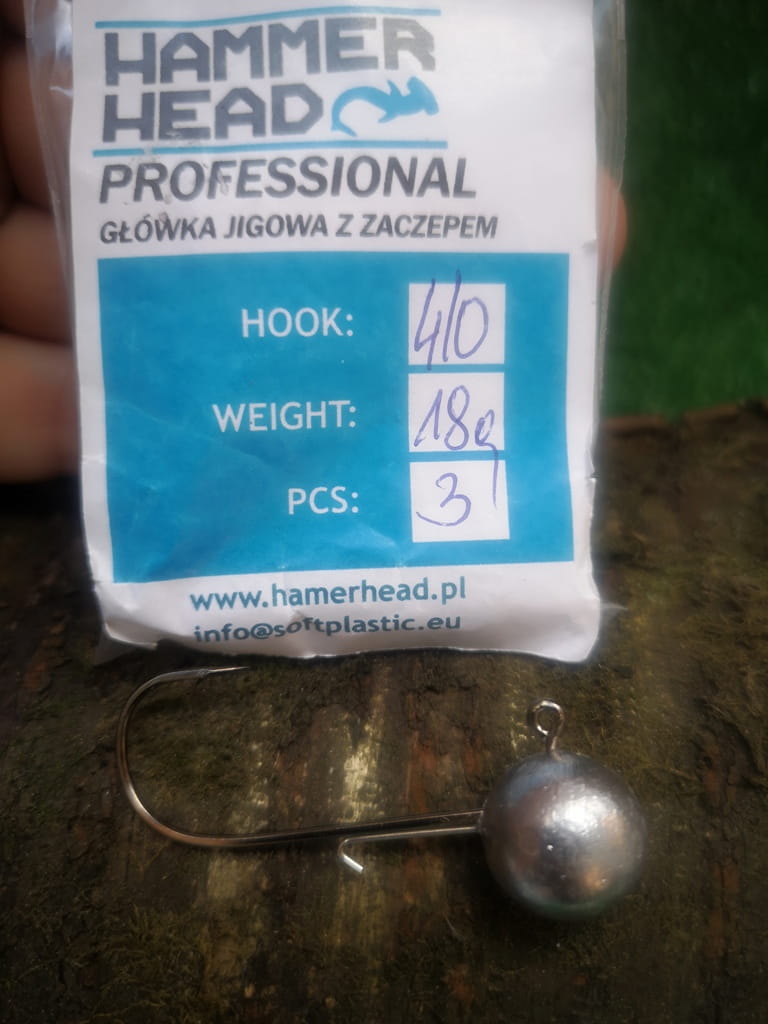 HAMMER
HEAD
PROFESSIONAL
GŁÓWKA JIGOWA Z ZACZEPEM
HOOK: 4/0
WEIGHT: 18g
PCS: 3
www.hamerhead.pl
info@softplastic.eu